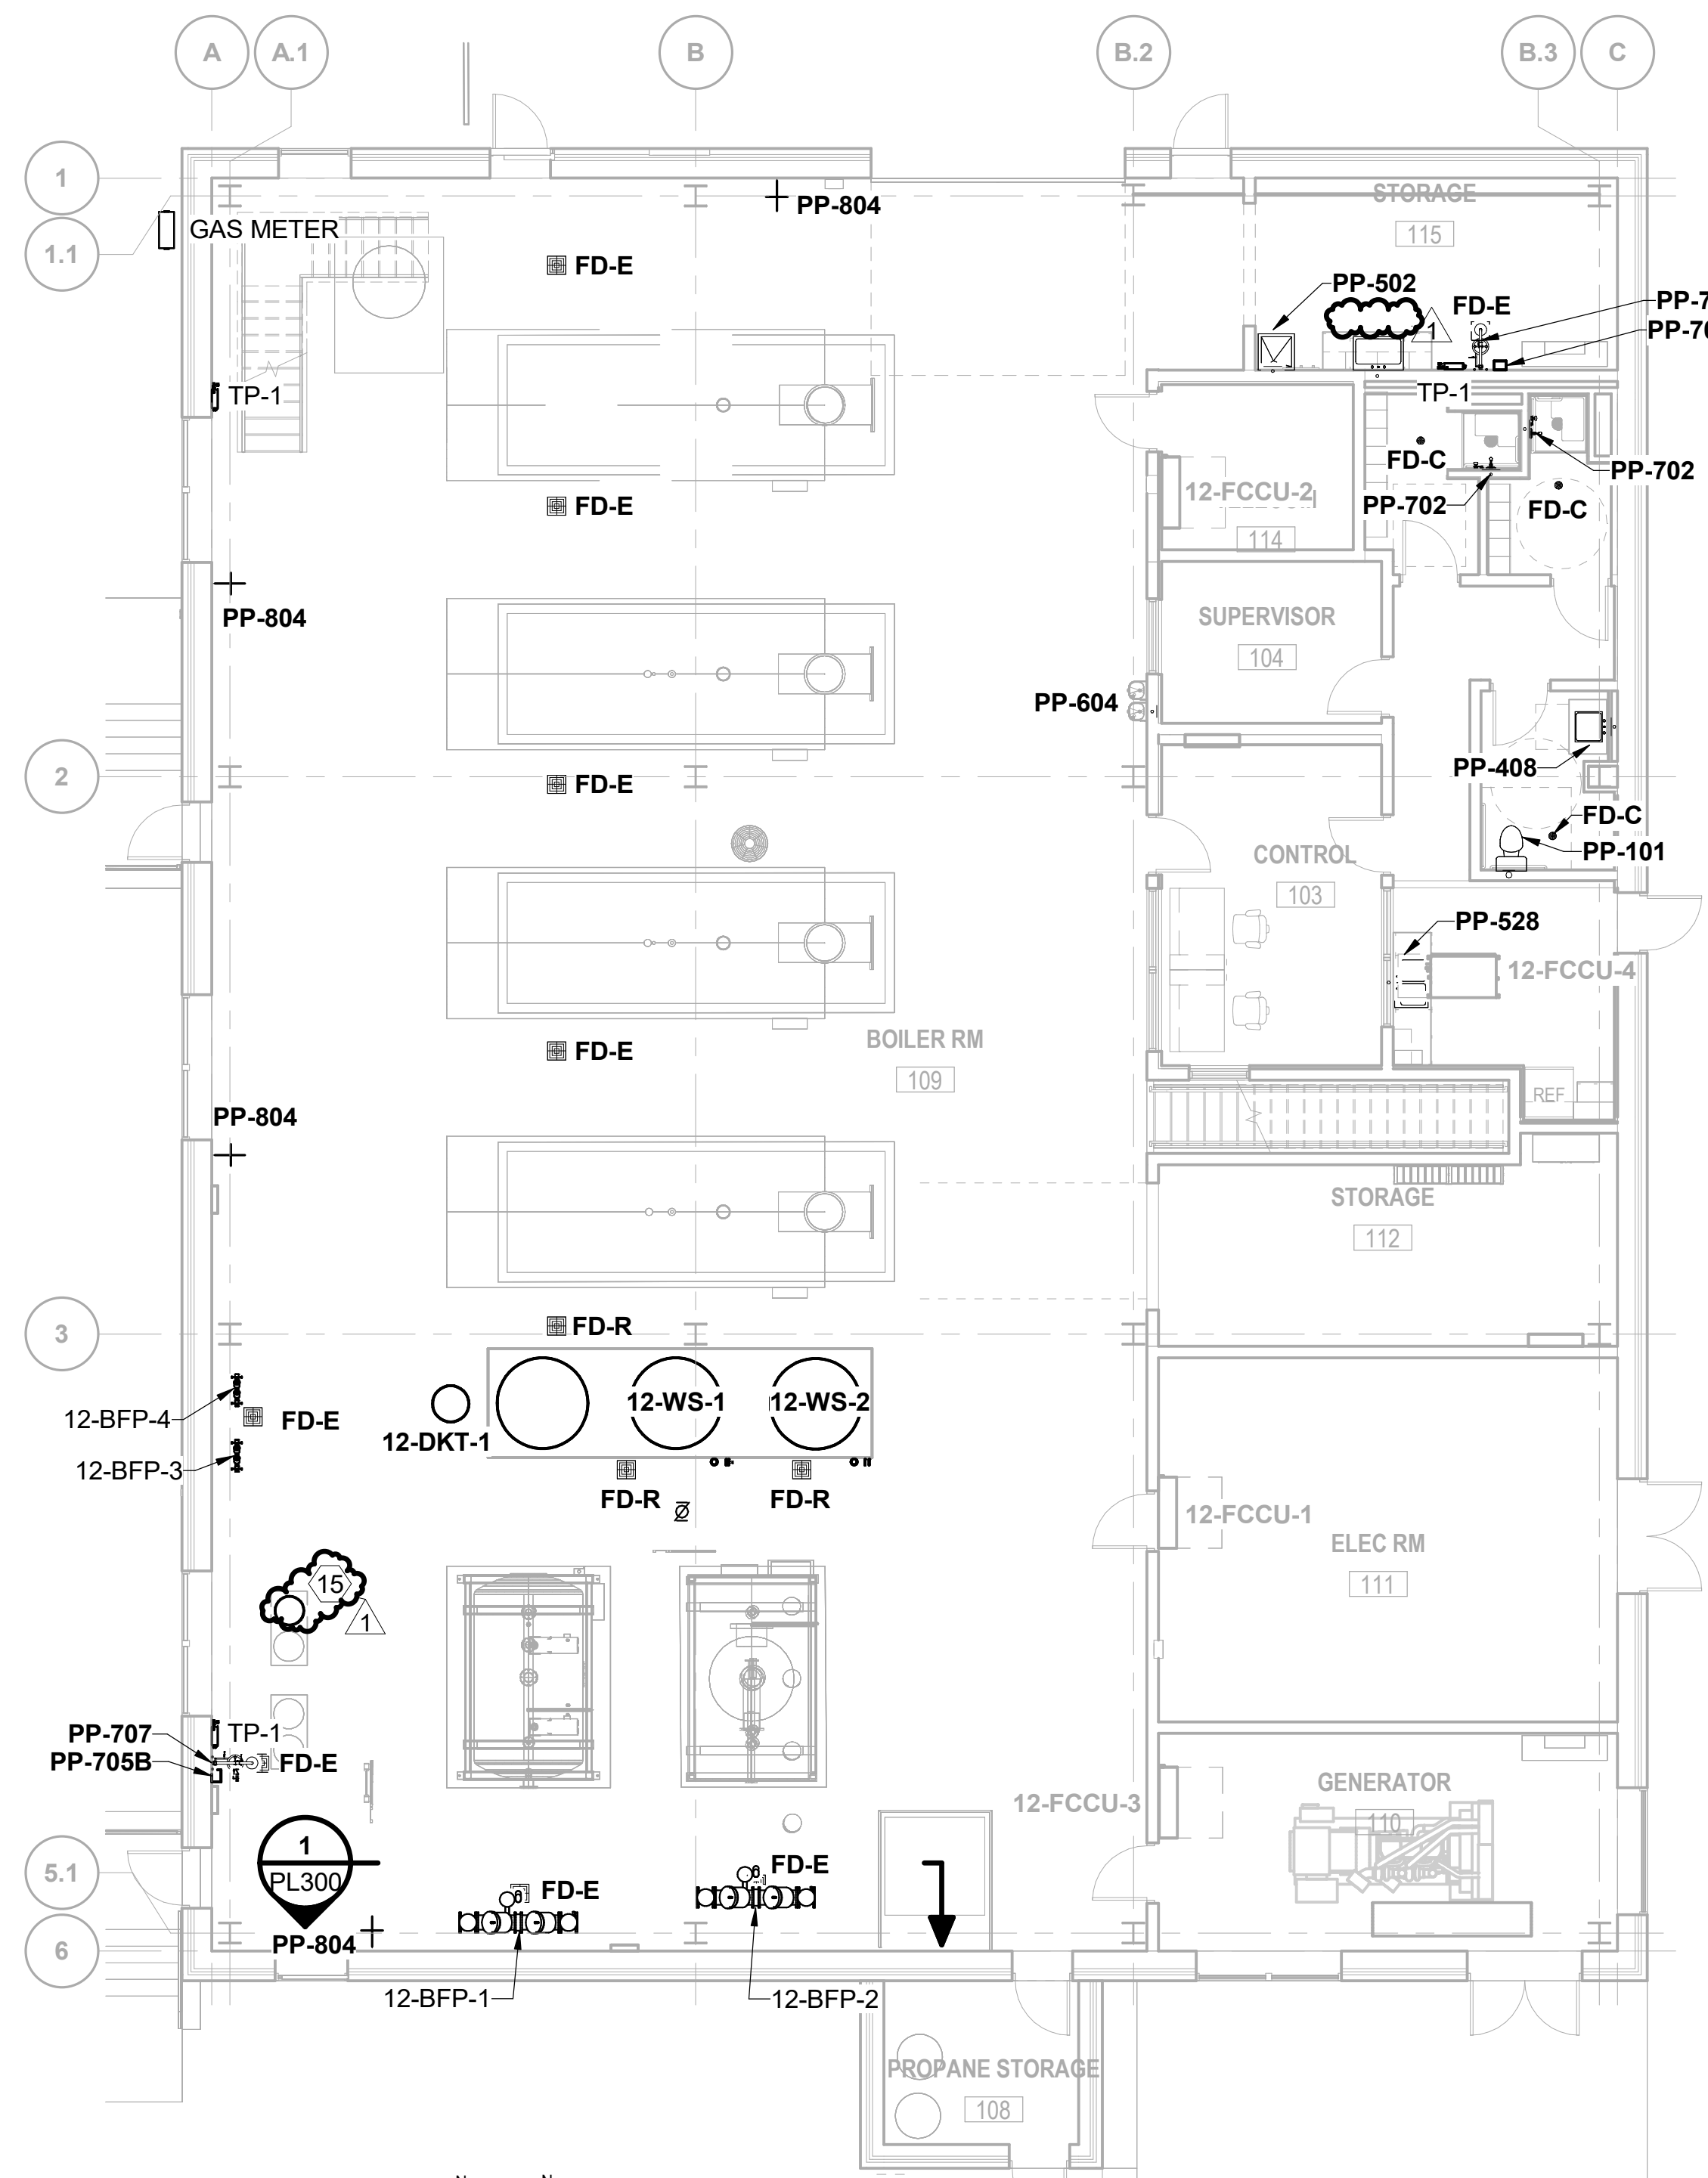 A
A.1
B
B.2
B.3
C
1
1.1
GAS METER
PP-804
STORAGE
115
FD-E
PP-502
FD-E
1
TP-1
TP-1
FD-C
PP-702
PP-702
FD-C
12-FCCU-2
114
FD-E
PP-804
SUPERVISOR
104
PP-604
2
FD-E
PP-408
FD-C
PP-101
CONTROL
103
PP-528
12-FCCU-4
BOILER RM
109
FD-E
PP-804
REF
STORAGE
112
3
FD-R
12-WS-1
12-WS-2
12-DKT-1
12-BFP-4
FD-E
12-BFP-3
FD-R
FD-R
12-FCCU-1
ELEC RM
111
15
1
PP-707
TP-1
PP-705B
FD-E
GENERATOR
110
12-FCCU-3
1
PL300
5.1
FD-E
FD-E
6
PP-804
12-BFP-1
12-BFP-2
PROPANE STORAGE
108